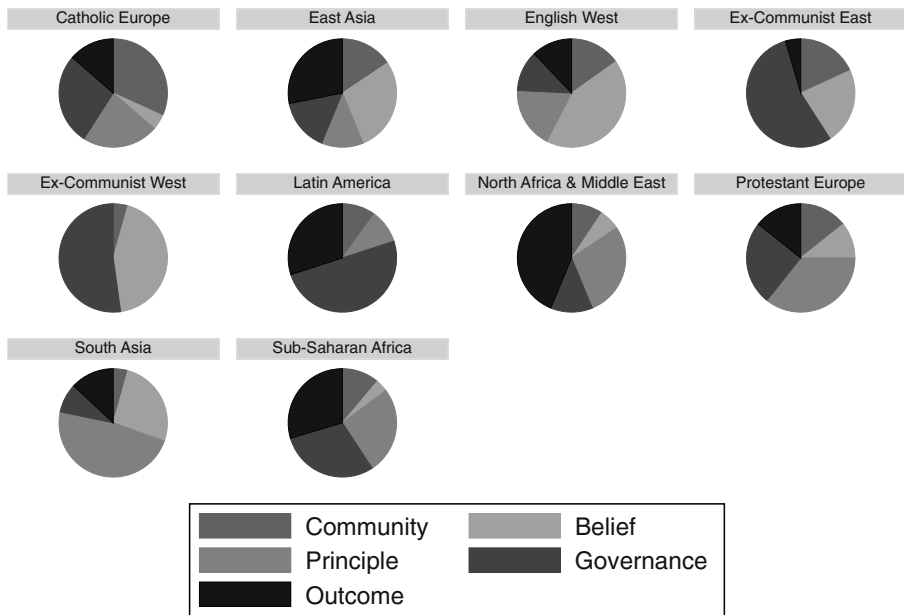 Catholic Europe
East Asia
English West
Ex-Communist East
Ex-Communist West
Latin America
North Africa & Middle East
Protestant Europe
South Asia
Sub-Saharan Africa
Community
Belief
Principle
Governance
Outcome